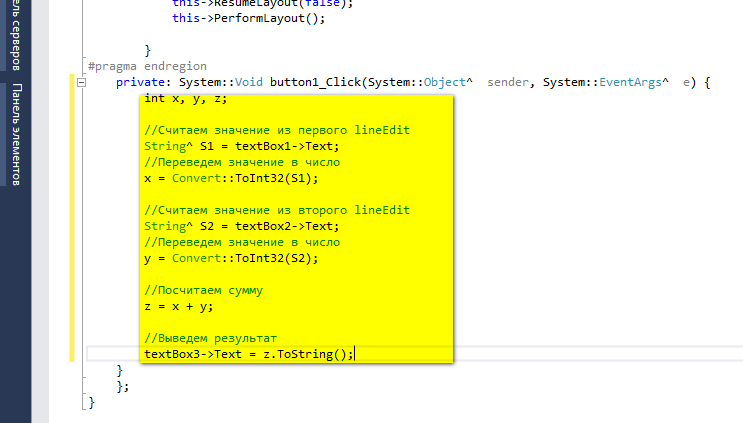 this->ResumeLayout(false);
this->PerformLayout();
}
#pragma endregion
private: System::Void button1_Click(System::Object^  sender, System::EventArgs^  e) {
int x, y, z;
//Считаем значение из первого lineEdit
String^ S1 = textBox1->Text;
//Переведем значение в число
x = Convert::ToInt32(S1);
//Считаем значение из второго lineEdit
String^ S2 = textBox2->Text;
//Переведем значение в число
y = Convert::ToInt32(S2);
//Посчитаем сумму
z = x + y;
//Выведем результат
textBox3->Text = z.ToString();
}
};
}
серверов
Панель элементов